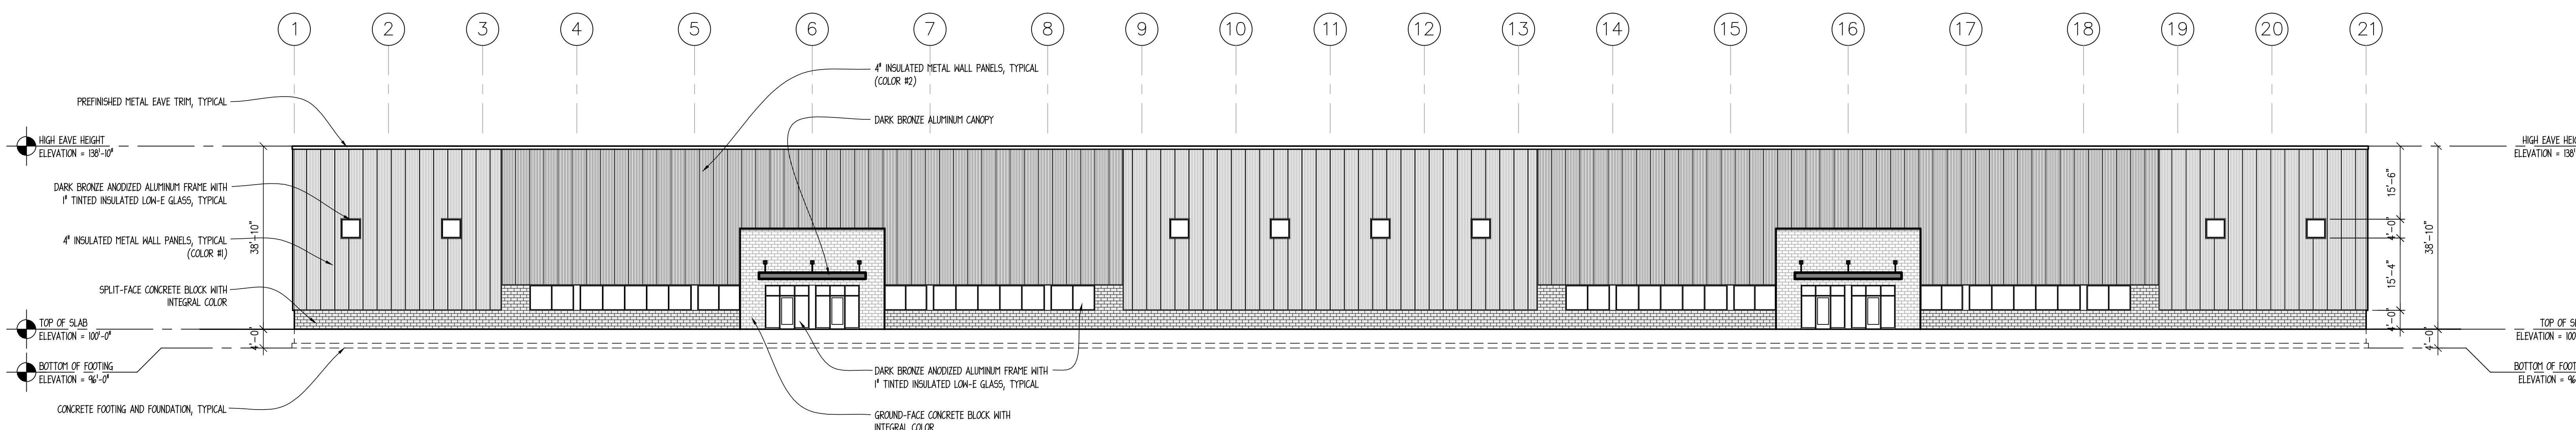 1 2 3 4 5 6 7 8 9 10 11 12 13 14 15 16 17 18 19 20 21
4" INSULATED METAL WALL PANELS, TYPICAL
(COLOR #2)
PREFINISHED METAL EAVE TRIM, TYPICAL
DARK BRONZE ALUMINUM CANOPY
HIGH EAVE HEIGHT
ELEVATION = 138'-10"
HIGH EAVE HEI
ELEVATION = 138'
DARK BRONZE ANODIZED ALUMINUM FRAME WITH
1" TINTED INSULATED LOW-E GLASS, TYPICAL
15'-6"
4'-0"
38'-10"
4" INSULATED METAL WALL PANELS, TYPICAL
(COLOR #1)
38'-10"
15'-4"
SPLIT-FACE CONCRETE BLOCK WITH
INTEGRAL COLOR
4'-0"
TOP OF SLAB
ELEVATION = 100'-0"
4'-0"
TOP OF S
ELEVATION = 100
4'-0"
BOTTOM OF FOOTING
ELEVATION = 96'-0"
DARK BRONZE ANODIZED ALUMINUM FRAME WITH
1" TINTED INSULATED LOW-E GLASS, TYPICAL
BOTTOM OF FOOT
ELEVATION = 96
CONCRETE FOOTING AND FOUNDATION, TYPICAL
GROUND-FACE CONCRETE BLOCK WITH
INTEGRAL COLOR